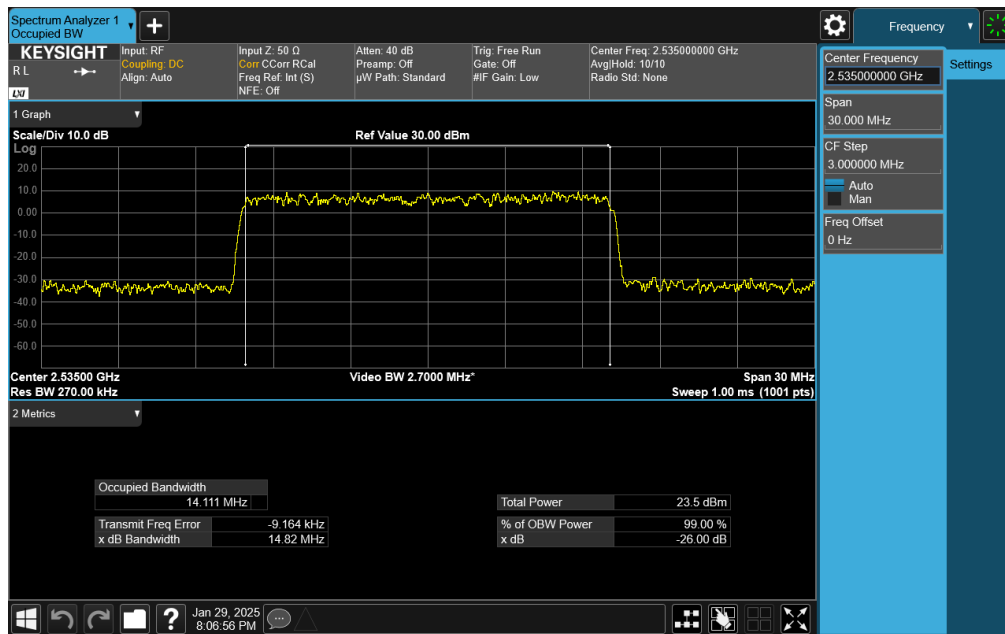 Spectrum Analyzer 1
Occupied BW
Frequency
KEYSIGHT
R L
LXI
Input: RF
Coupling: DC
Align: Auto
Input Z: 50 Ω
Corr CCorr RCal
Freq Ref: Int (S)
NFE: Off
Atten: 40 dB
Preamp: Off
µW Path: Standard
Trig: Free Run
Gate: Off
#IF Gain: Low
Center Freq: 2.535000000 GHz
Avg|Hold: 10/10
Radio Std: None
Center Frequency
2.535000000 GHz
Settings
Span
30.000 MHz
CF Step
3.000000 MHz
Auto
Man
Freq Offset
0 Hz
1 Graph
Scale/Div 10.0 dB
Ref Value 30.00 dBm
Log
20.0
10.0
0.00
-10.0
-20.0
-30.0
-40.0
-50.0
-60.0
Center 2.53500 GHz
Video BW 2.7000 MHz*
Span 30 MHz
Res BW 270.00 kHz
Sweep 1.00 ms (1001 pts)
2 Metrics
Occupied Bandwidth
14.111 MHz
Total Power 23.5 dBm
Transmit Freq Error -9.164 kHz
% of OBW Power 99.00 %
x dB Bandwidth 14.82 MHz
x dB -26.00 dB
?
Jan 29, 2025
8:06:56 PM